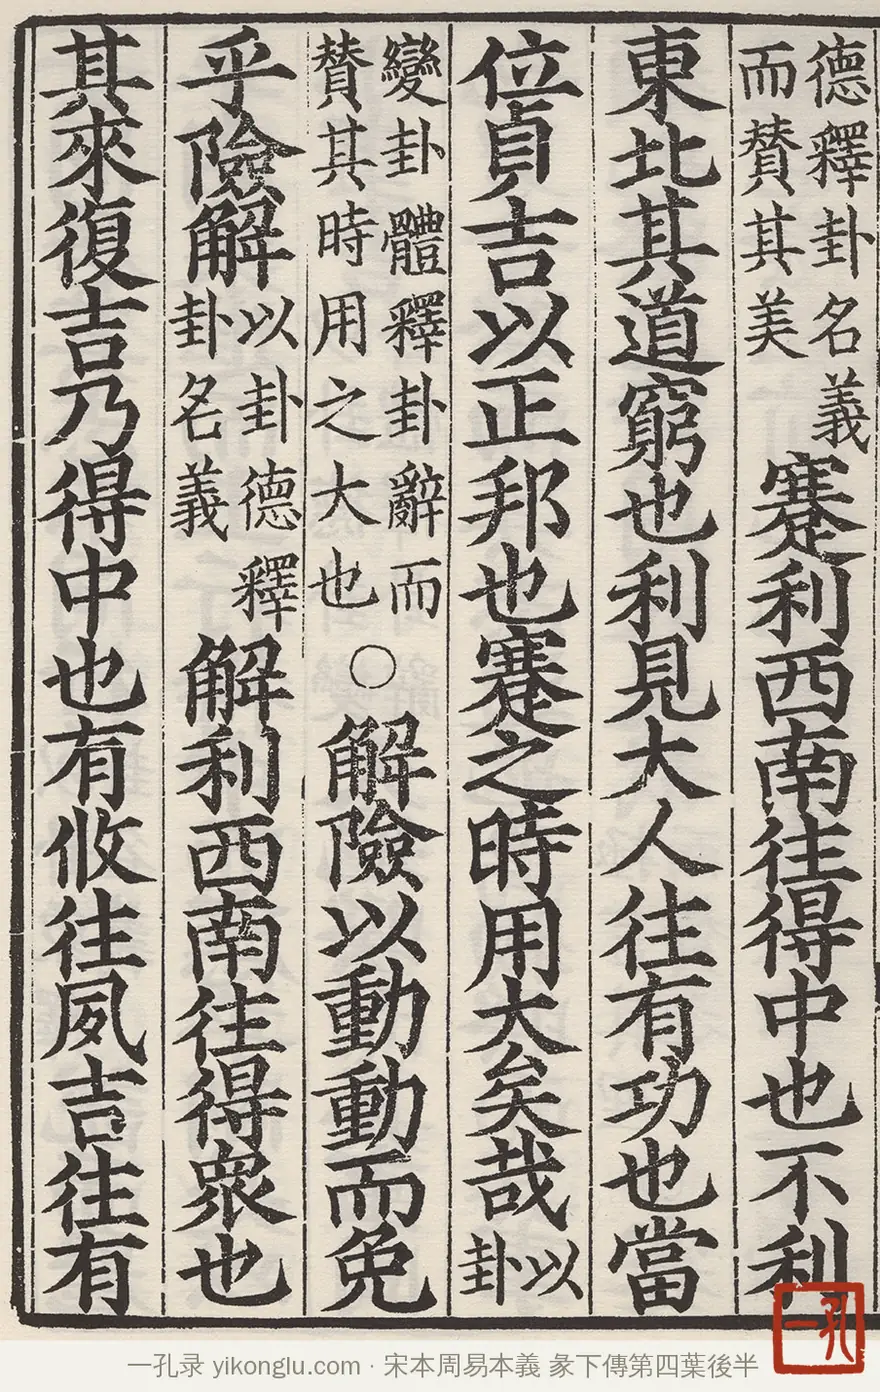 德釋卦名義而贊其美蹇利西南往得中也不利
東北其道窮也利見大人往有功也當
位貞吉以正邦也蹇之時用大矣哉以卦
變卦體釋卦辭而贊其時用之大也○解險以動動而免
乎險解以卦德釋卦名義解利西南往得衆也
其來復吉乃得中也有攸往夙吉往有
一孔
一孔录 yikonglu.com · 宋本周易本義 彖下傳第四葉後半